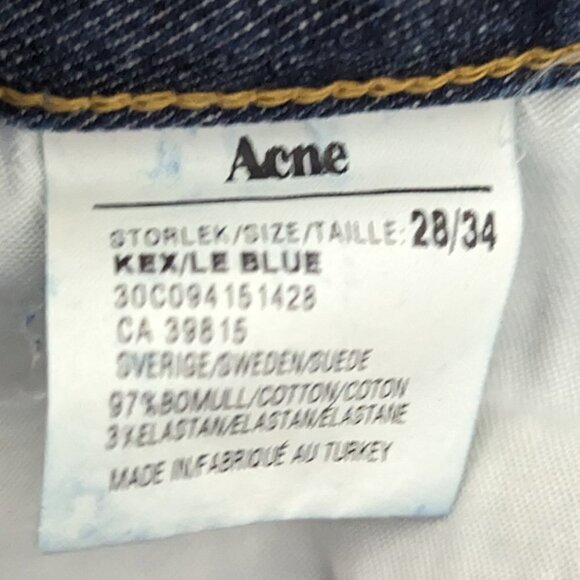 Acne
STORLEK/SIZE/TAILLE: 28/34
KEX/LE BLUE
30C094151428
CA 39815
SVERIGE/SWEDEN/SUEDE
97%BOMULL/COTTON/COTON
3%ELASTAN/ELASTAN/ÉLASTANE
MADE IN/FABRIQUÉ AU TURKEY